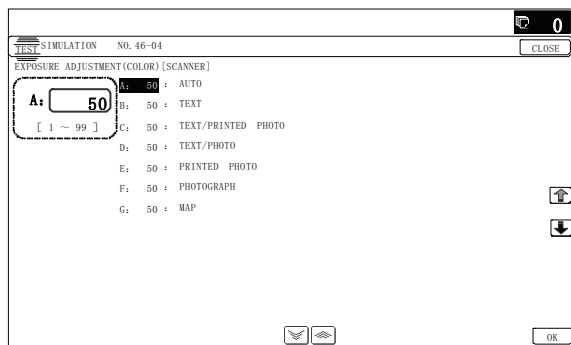 0
TEST SIMULATION NO. 46-04
CLOSE
EXPOSURE ADJUSTMENT(COLOR)[SCANNER]
A: 50
[ 1 ~ 99 ]
A: 50 : AUTO
B: 50 : TEXT
C: 50 : TEXT/PRINTED PHOTO
D: 50 : TEXT/PHOTO
E: 50 : PRINTED PHOTO
F: 50 : PHOTOGRAPH
G: 50 : MAP
OK